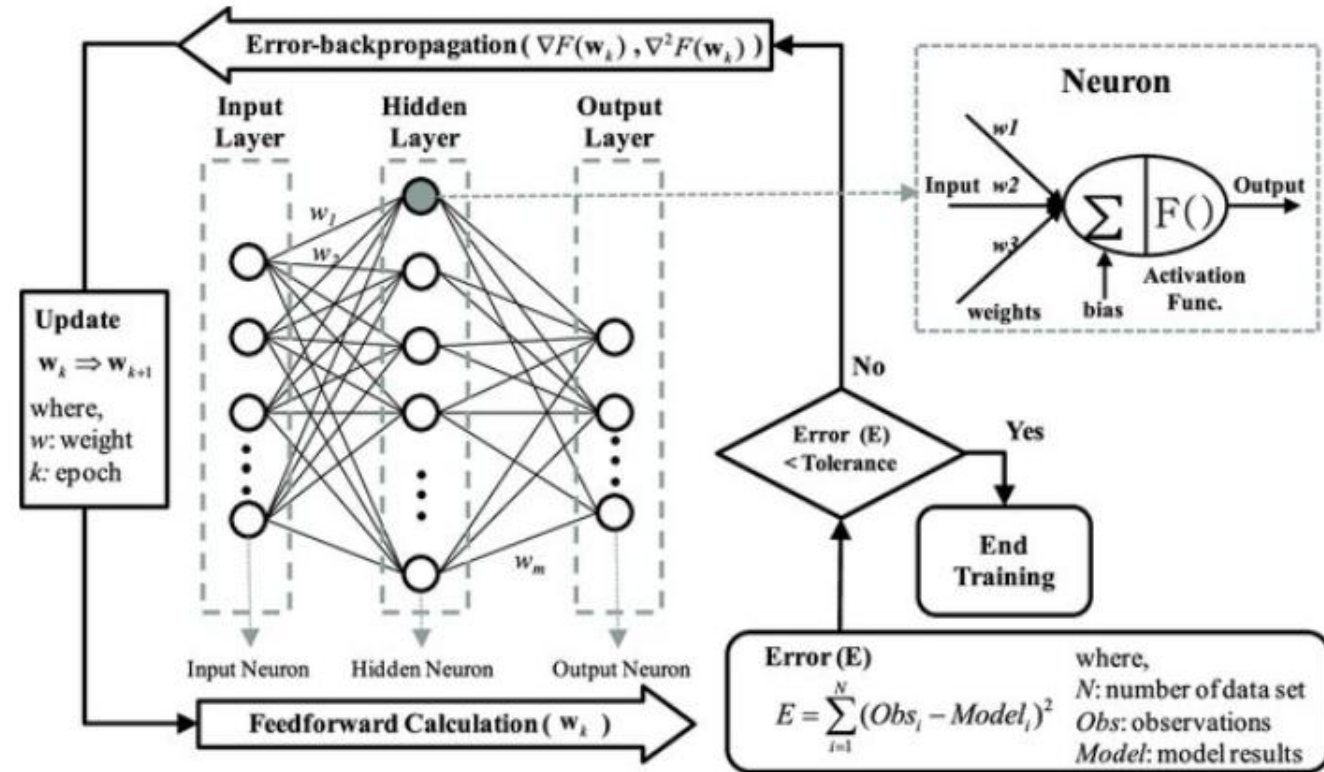 Error-backpropagation ( ∇F(w_k) , ∇²F(w_k) )
Input
Layer
Hidden
Layer
Output
Layer
w_1
w_2
w_m
Input Neuron
Hidden Neuron
Output Neuron
Update
w_k ⇒ w_{k+1}
where,
w: weight
k: epoch
Feedforward Calculation ( w_k )
Neuron
w1
Input w2
w3
weights
bias
Σ F()
Output
Activation
Func.
No
Error (E)
< Tolerance
Yes
End
Training
Error (E)
E = Σ_{i=1}^{N} (Obs_i − Model_i)²
where,
N: number of data set
Obs: observations
Model: model results